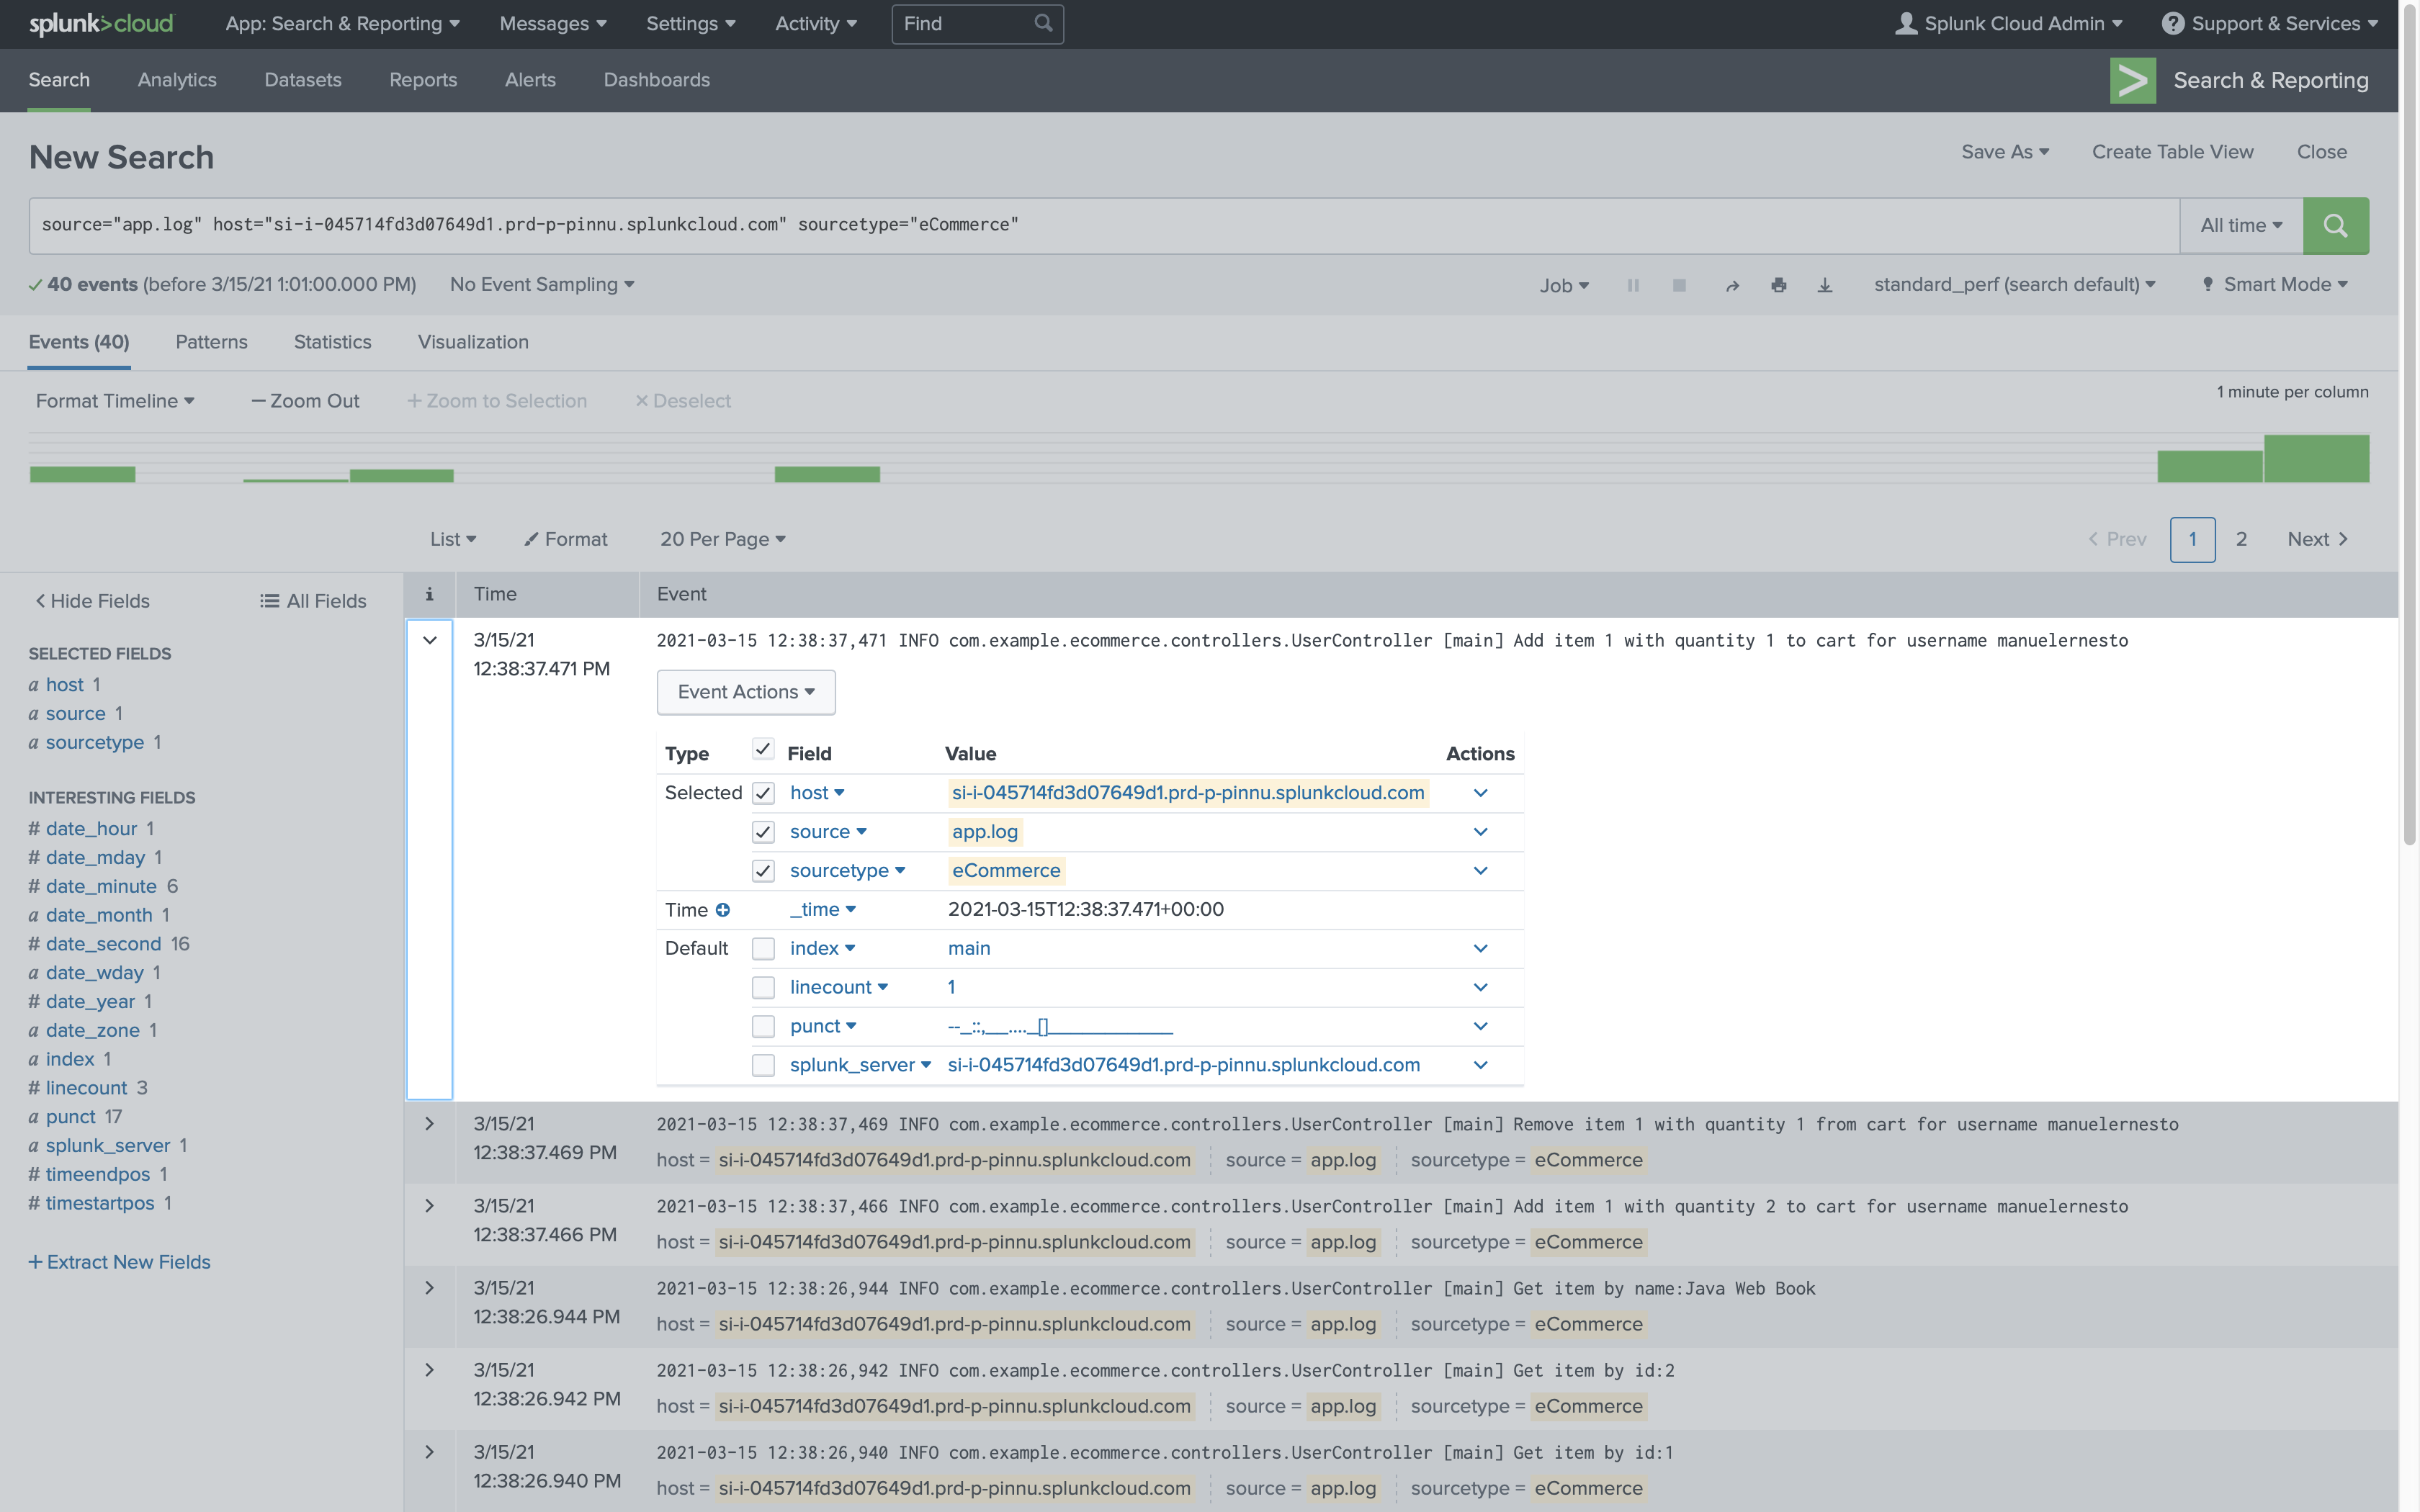 splunk>cloud App: Search & Reporting Messages Settings Activity Find Splunk Cloud Admin Support & Services
Search Analytics Datasets Reports Alerts Dashboards Search & Reporting
New Search Save As Create Table View Close
source="app.log" host="si-i-045714fd3d07649d1.prd-p-pinnu.splunkcloud.com" sourcetype="eCommerce" All time
40 events (before 3/15/21 1:01:00.000 PM) No Event Sampling Job standard_perf (search default) Smart Mode
Events (40) Patterns Statistics Visualization
Format Timeline — Zoom Out + Zoom to Selection × Deselect 1 minute per column
List Format 20 Per Page < Prev 1 2 Next >
< Hide Fields All Fields
SELECTED FIELDS
a host 1
a source 1
a sourcetype 1
INTERESTING FIELDS
# date_hour 1
# date_mday 1
# date_minute 6
a date_month 1
# date_second 16
a date_wday 1
# date_year 1
a date_zone 1
a index 1
# linecount 3
a punct 17
a splunk_server 1
# timeendpos 1
# timestartpos 1
+ Extract New Fields
i Time Event
3/15/21 2021-03-15 12:38:37,471 INFO com.example.ecommerce.controllers.UserController [main] Add item 1 with quantity 1 to cart for username manuelernesto
12:38:37.471 PM
Event Actions
Type Field Value Actions
Selected host si-i-045714fd3d07649d1.prd-p-pinnu.splunkcloud.com
source app.log
sourcetype eCommerce
Time _time 2021-03-15T12:38:37.471+00:00
Default index main
linecount 1
punct --_::,__...._[]____________
splunk_server si-i-045714fd3d07649d1.prd-p-pinnu.splunkcloud.com
3/15/21 2021-03-15 12:38:37,469 INFO com.example.ecommerce.controllers.UserController [main] Remove item 1 with quantity 1 from cart for username manuelernesto
12:38:37.469 PM host = si-i-045714fd3d07649d1.prd-p-pinnu.splunkcloud.com source = app.log sourcetype = eCommerce
3/15/21 2021-03-15 12:38:37,466 INFO com.example.ecommerce.controllers.UserController [main] Add item 1 with quantity 2 to cart for username manuelernesto
12:38:37.466 PM host = si-i-045714fd3d07649d1.prd-p-pinnu.splunkcloud.com source = app.log sourcetype = eCommerce
3/15/21 2021-03-15 12:38:26,944 INFO com.example.ecommerce.controllers.UserController [main] Get item by name:Java Web Book
12:38:26.944 PM host = si-i-045714fd3d07649d1.prd-p-pinnu.splunkcloud.com source = app.log sourcetype = eCommerce
3/15/21 2021-03-15 12:38:26,942 INFO com.example.ecommerce.controllers.UserController [main] Get item by id:2
12:38:26.942 PM host = si-i-045714fd3d07649d1.prd-p-pinnu.splunkcloud.com source = app.log sourcetype = eCommerce
3/15/21 2021-03-15 12:38:26,940 INFO com.example.ecommerce.controllers.UserController [main] Get item by id:1
12:38:26.940 PM host = si-i-045714fd3d07649d1.prd-p-pinnu.splunkcloud.com source = app.log sourcetype = eCommerce